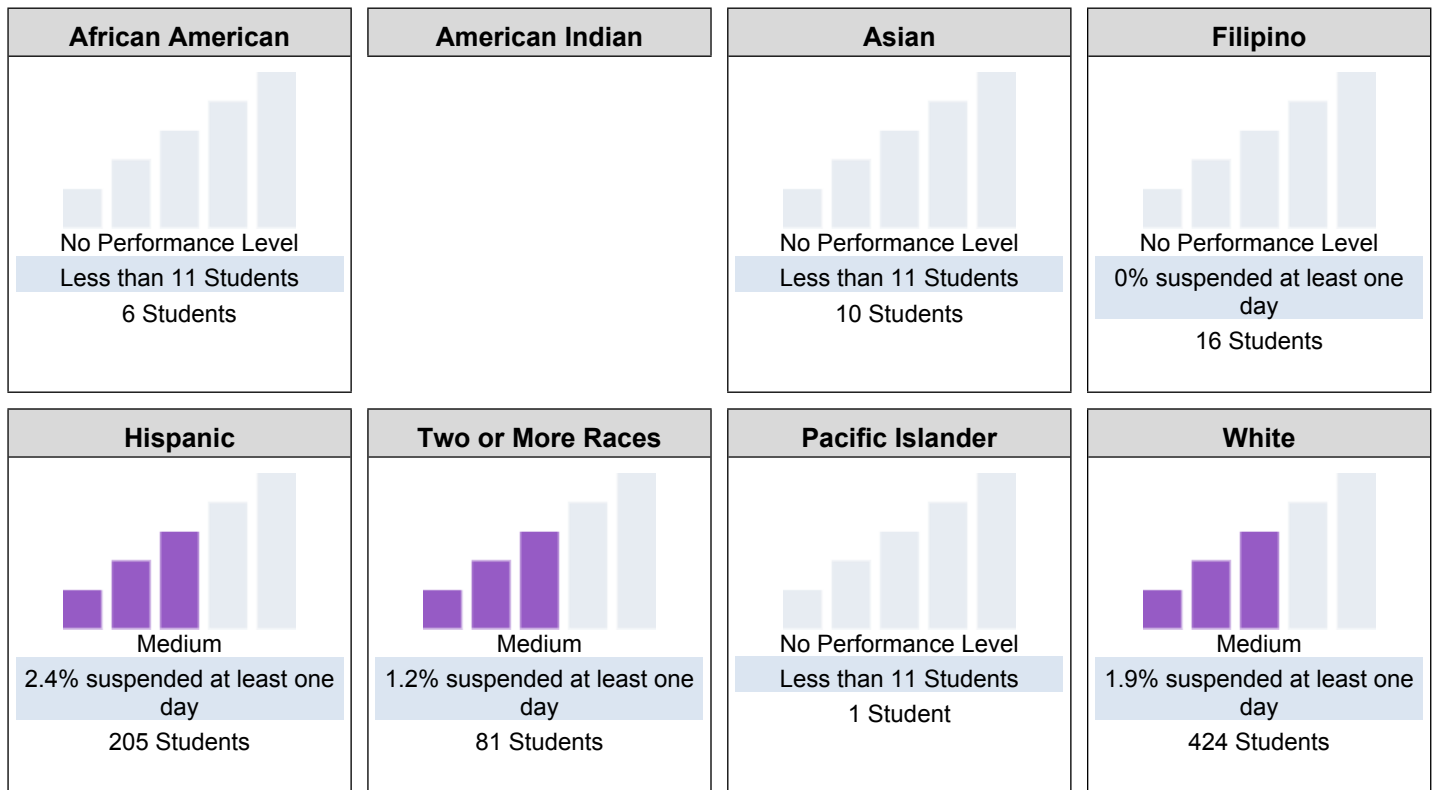 African American
No Performance Level
Less than 11 Students
6 Students
American Indian
Asian
No Performance Level
Less than 11 Students
10 Students
Filipino
No Performance Level
0% suspended at least one
day
16 Students
Hispanic
Medium
2.4% suspended at least one
day
205 Students
Two or More Races
Medium
1.2% suspended at least one
day
81 Students
Pacific Islander
No Performance Level
Less than 11 Students
1 Student
White
Medium
1.9% suspended at least one
day
424 Students